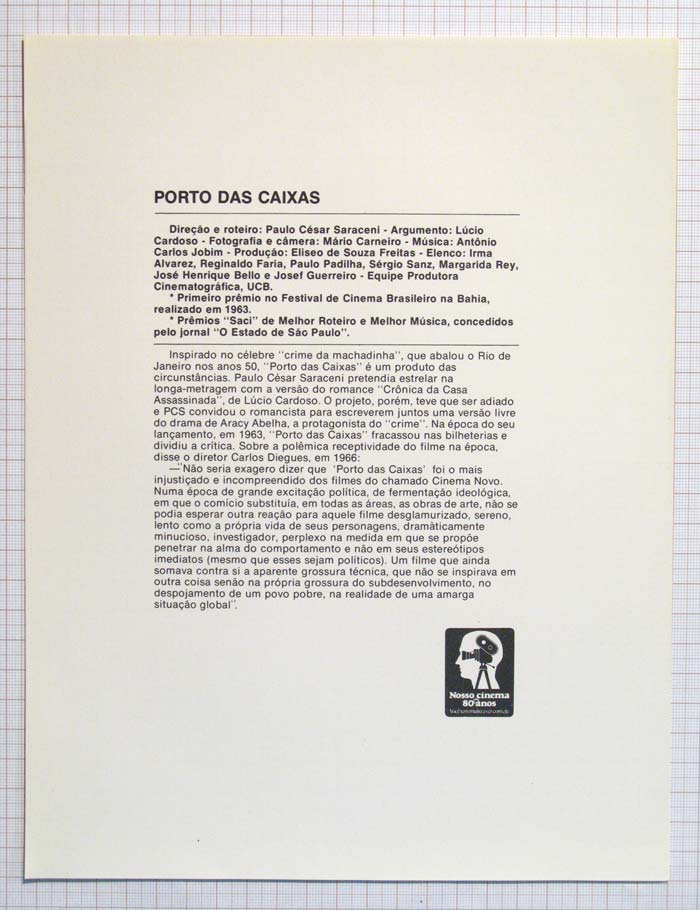 PORTO DAS CAIXAS
Direção e roteiro: Paulo César Saraceni - Argumento: Lúcio
Cardoso - Fotografia e câmera: Mário Carneiro - Música: Antônio
Carlos Jobim - Produção: Eliseo de Souza Freitas - Elenco: Irma
Alvarez, Reginaldo Faria, Paulo Padilha, Sérgio Sanz, Margarida Rey,
José Henrique Bello e Josef Guerreiro - Equipe Produtora
Cinematográfica, UCB.
* Primeiro prêmio no Festival de Cinema Brasileiro na Bahia,
realizado em 1963.
* Prêmios "Saci" de Melhor Roteiro e Melhor Música, concedidos
pelo jornal "O Estado de São Paulo".
Inspirado no célebre "crime da machadinha", que abalou o Rio de
Janeiro nos anos 50, "Porto das Caixas" é um produto das
circunstâncias. Paulo César Saraceni pretendia estrelar na
longa-metragem com a versão do romance "Crônica da Casa
Assassinada", de Lúcio Cardoso. O projeto, porém, teve que ser adiado
e PCS convidou o romancista para escreverem juntos uma versão livre
do drama de Aracy Abelha, a protagonista do "crime". Na época do seu
lançamento, em 1963, "Porto das Caixas" fracassou nas bilheterias e
dividiu a crítica. Sobre a polêmica receptividade do filme na época,
disse o diretor Carlos Diegues, em 1966:
—"Não seria exagero dizer que 'Porto das Caixas' foi o mais
injustiçado e incompreendido dos filmes do chamado Cinema Novo.
Numa época de grande excitação política, de fermentação ideológica,
em que o comício substituía, em todas as áreas, as obras de arte, não se
podia esperar outra reação para aquele filme desglamurizado, sereno,
lento como a própria vida de seus personagens, dramàticamente
minucioso, investigador, perplexo na medida em que se propõe
penetrar na alma do comportamento e não em seus estereótipos
imediatos (mesmo que esses sejam políticos). Um filme que ainda
somava contra si a aparente grossura técnica, que não se inspirava em
outra coisa senão na própria grossura do subdesenvolvimento, no
despojamento de um povo pobre, na realidade de uma amarga
situação global".
Nosso cinema
80 anos